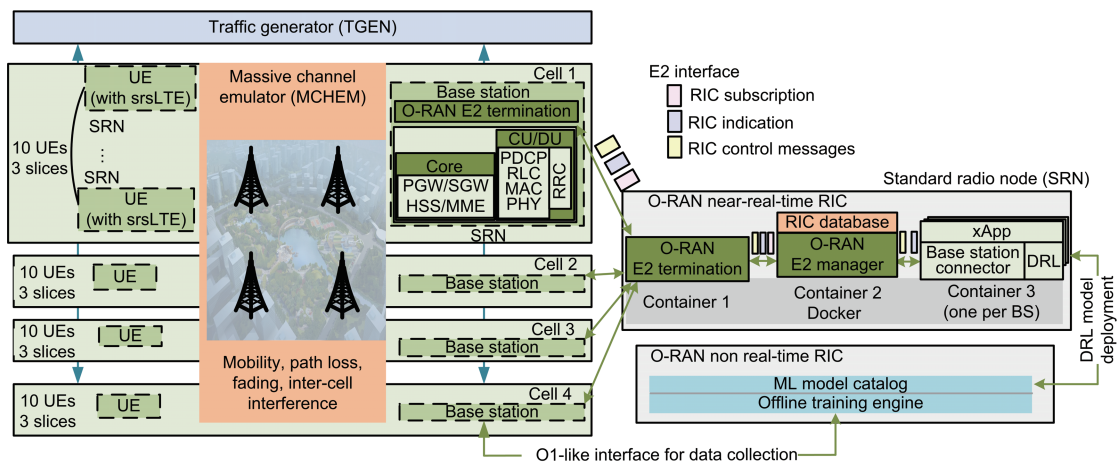 Traffic generator (TGEN)
Cell 1
UE
(with srsLTE)
SRN
10 UEs
3 slices
⋮
SRN
UE
(with srsLTE)
Massive channel
emulator (MCHEM)
Mobility, path loss,
fading, inter-cell
interference
Base station
O-RAN E2 termination
CU/DU
Core
PGW/SGW
HSS/MME
PDCP
RLC
MAC
PHY
RRC
SRN
10 UEs
3 slices
UE
Cell 2
Base station
10 UEs
3 slices
UE
Cell 3
Base station
10 UEs
3 slices
UE
Cell 4
Base station
E2 interface
RIC subscription
RIC indication
RIC control messages
Standard radio node (SRN)
O-RAN near-real-time RIC
O-RAN
E2 termination
Container 1
RIC database
O-RAN
E2 manager
Container 2
Docker
xApp
Base station
connector
DRL
Container 3
(one per BS)
DRL model
deployment
O-RAN non real-time RIC
ML model catalog
Offline training engine
O1-like interface for data collection